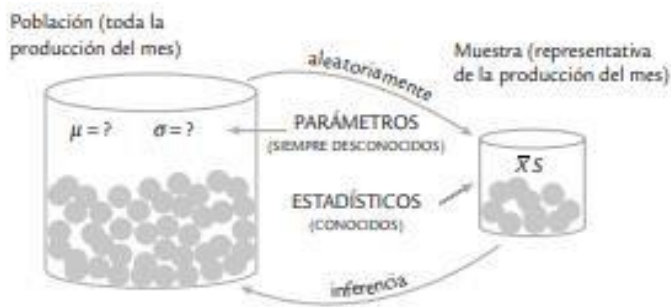 Población (toda la
producción del mes)
aleatoriamente
Muestra (representativa
de la producción del mes)
μ = ? σ = ?
PARÁMETROS
(SIEMPRE DESCONOCIDOS)
X̄ S
ESTADÍSTICOS
(CONOCIDOS)
inferencia